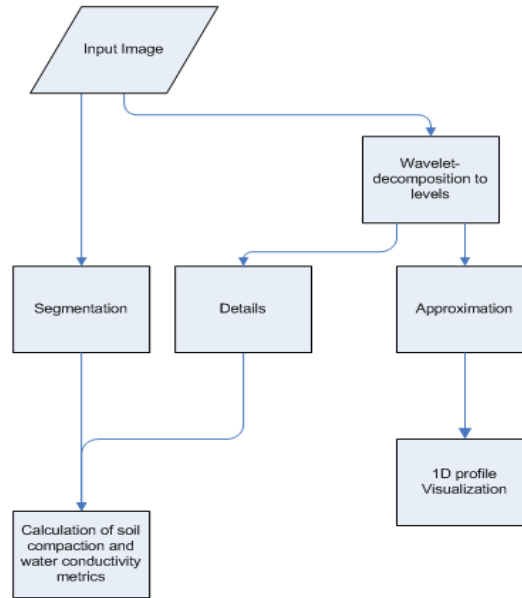 Input Image
Wavelet-
decomposition to
levels
Segmentation
Details
Approximation
1D profile
Visualization
Calculation of soil
compaction and
water conductivity
metrics